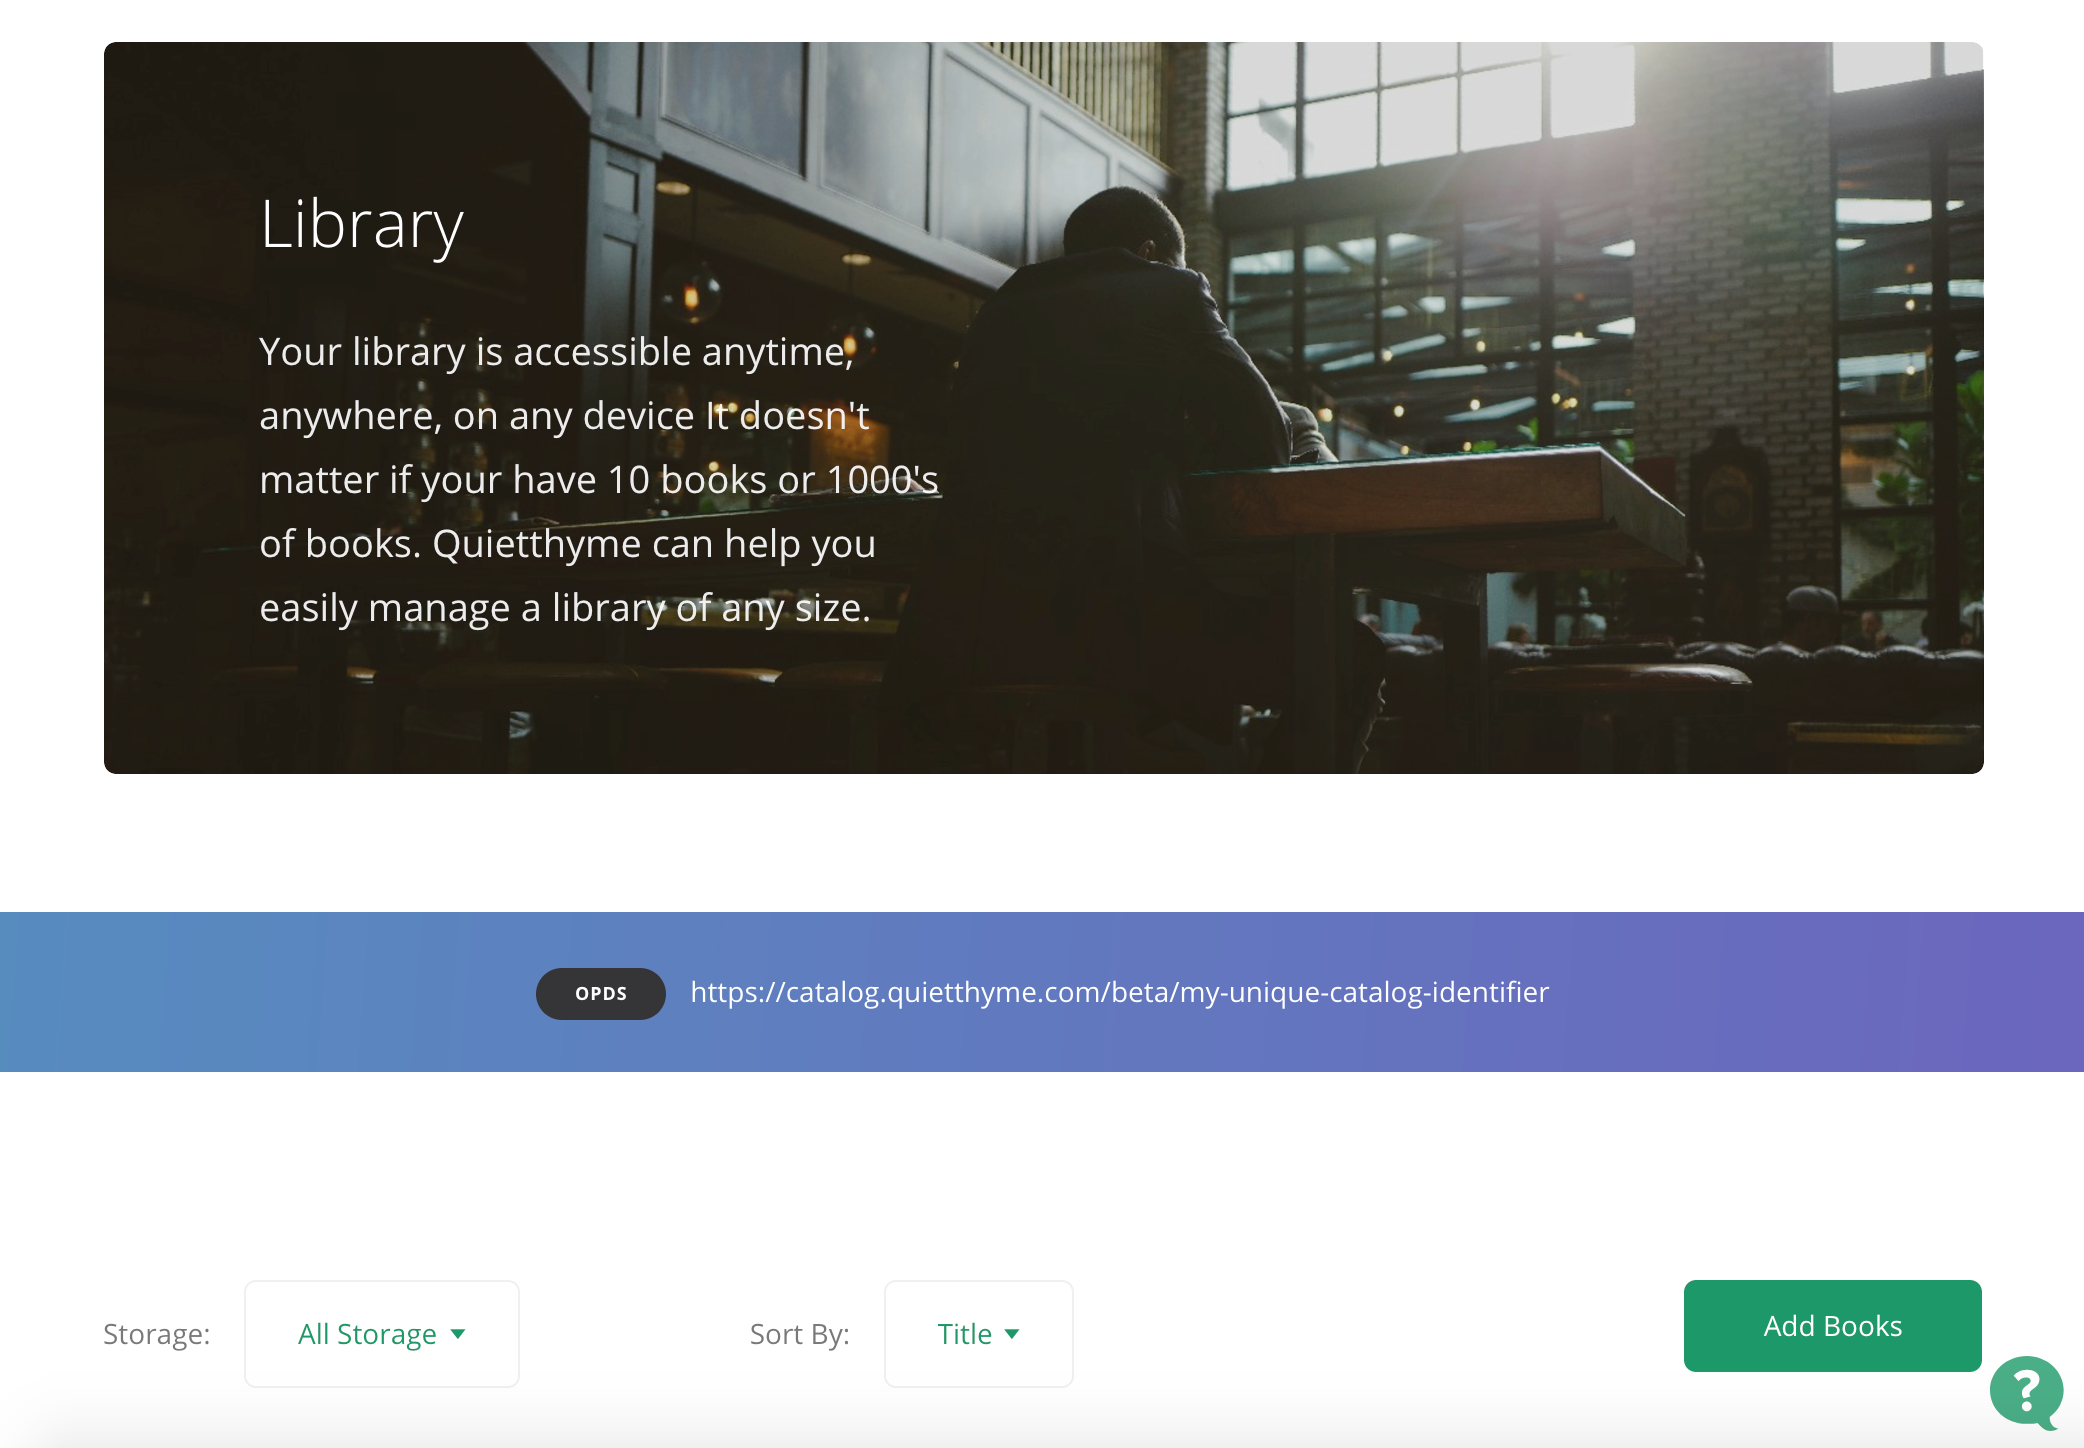 Library
Your library is accessible anytime,
anywhere, on any device It doesn't
matter if your have 10 books or 1000's
of books. Quietthyme can help you
easily manage a library of any size.
OPDS https://catalog.quietthyme.com/beta/my-unique-catalog-identifier
Storage: All Storage Sort By: Title Add Books
?